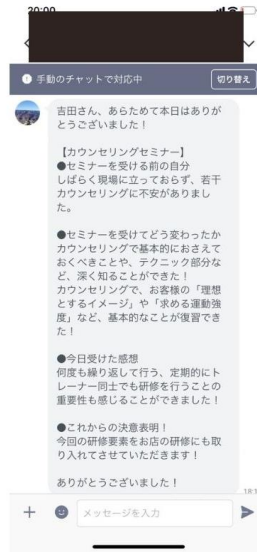 20:00
手動のチャットで対応中
切り替え
吉田さん、あらためて本日はありが
とうございました！
【カウンセリングセミナー】
●セミナーを受ける前の自分
しばらく現場に立っておらず、若干
カウンセリングに不安がありまし
た。
●セミナーを受けてどう変わったか
カウンセリングで基本的におさえて
おくべきことや、テクニック部分な
ど、深く知ることができた！
カウンセリングで、お客様の「理想
とするイメージ」や「求める運動強
度」など、基本的なことが復習でき
た！
●今日受けた感想
何度も繰り返して行う、定期的にト
レーナー同士でも研修を行うことの
重要性も感じることができました！
●これからの決意表明！
今回の研修要素をお店の研修にも取
り入れてさせていただきます！
ありがとうございました！
メッセージを入力